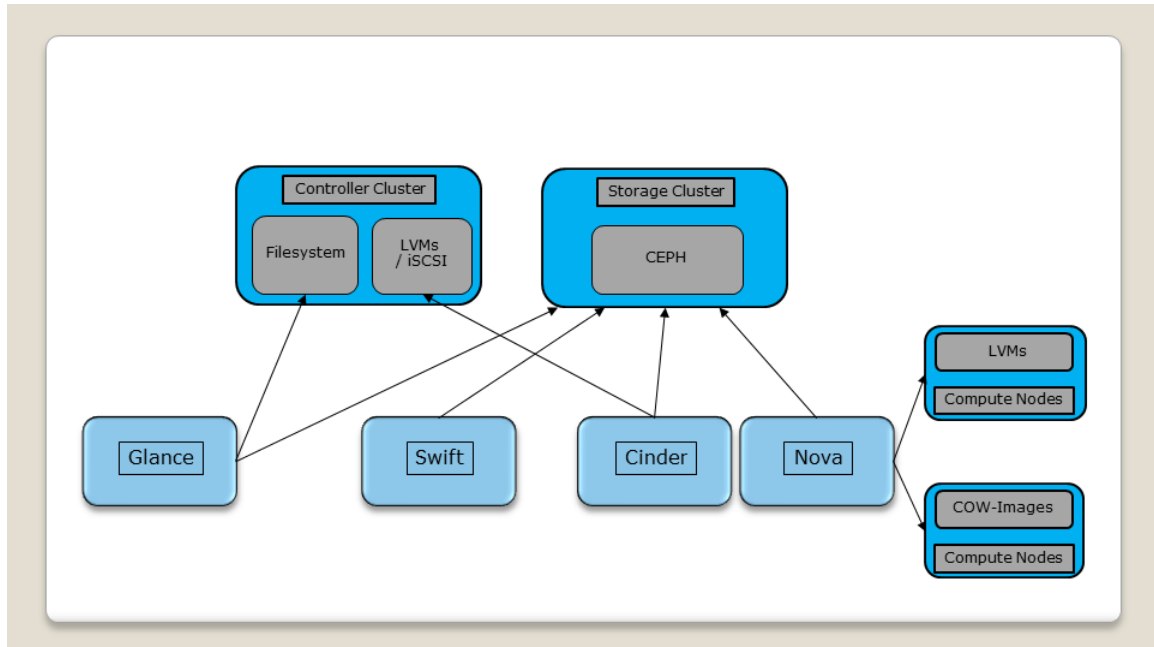 Controller Cluster
Filesystem
LVMs
/ iSCSI
Storage Cluster
CEPH
LVMs
Compute Nodes
Glance
Swift
Cinder
Nova
COW-Images
Compute Nodes